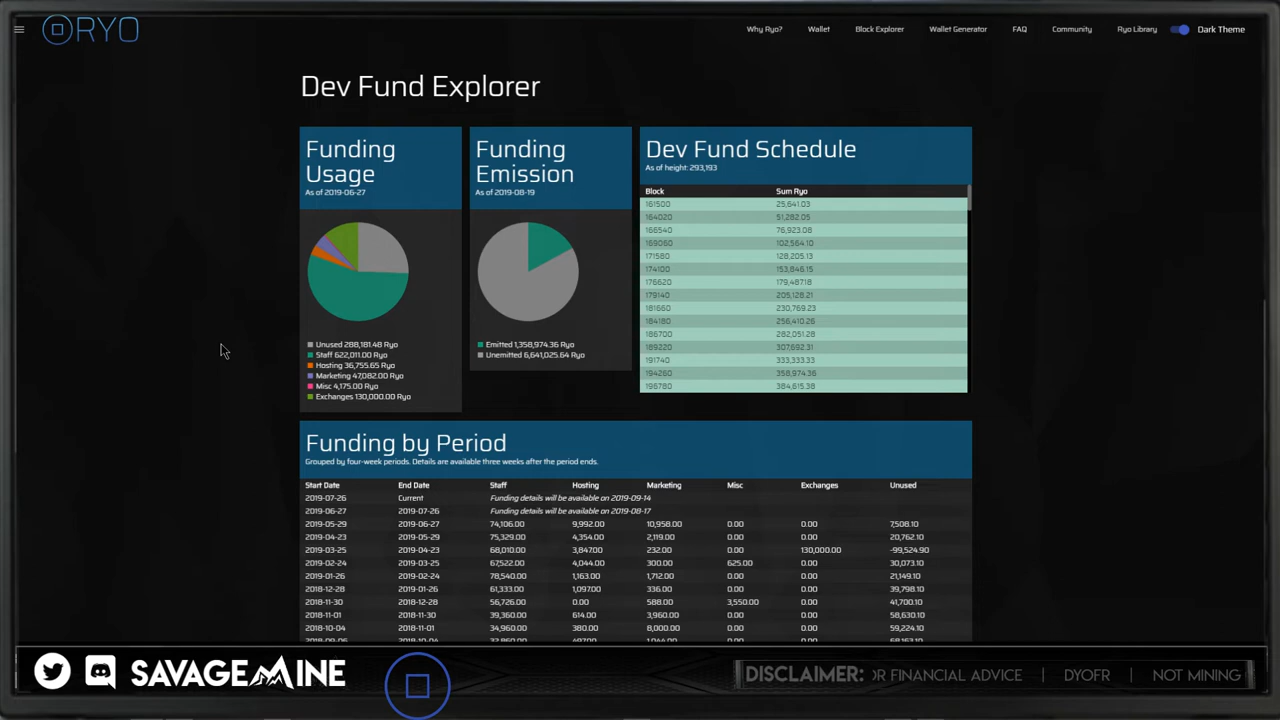 RYO
Why Ryo?
Wallet
Block Explorer
Wallet Generator
FAQ
Community
Ryo Library
Dark Theme
Dev Fund Explorer
Funding
Usage
As of 2019-06-27
Unused 288,181.48 Ryo
Staff 622,011.00 Ryo
Hosting 36,755.65 Ryo
Marketing 47,082.00 Ryo
Misc 4,175.00 Ryo
Exchanges 130,000.00 Ryo
Funding
Emission
As of 2019-08-19
Emitted 1,358,974.36 Ryo
Unemitted 6,641,025.64 Ryo
Dev Fund Schedule
As of height: 293,193
Block Sum Ryo
161500 25,641.03
164020 51,282.05
166540 76,923.08
169060 102,564.10
171580 128,205.13
174100 153,846.15
176620 179,487.18
179140 205,128.21
181660 230,769.23
184180 256,410.26
186700 282,051.28
189220 307,692.31
191740 333,333.33
194260 358,974.36
196780 384,615.38
Funding by Period
Grouped by four-week periods. Details are available three weeks after the period ends.
Start Date End Date Staff Hosting Marketing Misc Exchanges Unused
2019-07-26 Current Funding details will be available on 2019-09-14
2019-06-27 2019-07-26 Funding details will be available on 2019-08-17
2019-05-29 2019-06-27 74,106.00 9,992.00 10,958.00 0.00 0.00 7,508.10
2019-04-23 2019-05-29 75,329.00 4,354.00 2,119.00 0.00 0.00 20,762.10
2019-03-25 2019-04-23 68,010.00 3,847.00 232.00 0.00 130,000.00 -99,524.90
2019-02-24 2019-03-25 67,522.00 4,044.00 300.00 625.00 0.00 30,073.10
2019-01-26 2019-02-24 78,540.00 1,163.00 1,712.00 0.00 0.00 21,149.10
2018-12-28 2019-01-26 61,333.00 1,097.00 336.00 0.00 0.00 39,798.10
2018-11-30 2018-12-28 56,726.00 0.00 588.00 3,550.00 0.00 41,700.10
2018-11-01 2018-11-30 39,360.00 614.00 3,960.00 0.00 0.00 58,630.10
2018-10-04 2018-11-01 34,960.00 380.00 8,000.00 0.00 0.00 59,224.10
SAVAGEMINE
DISCLAIMER: OR FINANCIAL ADVICE | DYOFR | NOT MINING